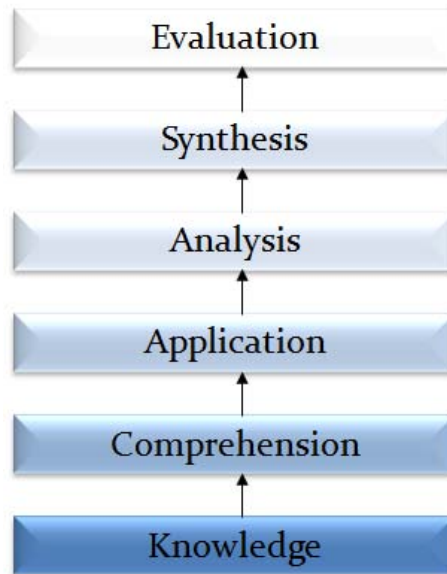 Evaluation
Synthesis
Analysis
Application
Comprehension
Knowledge